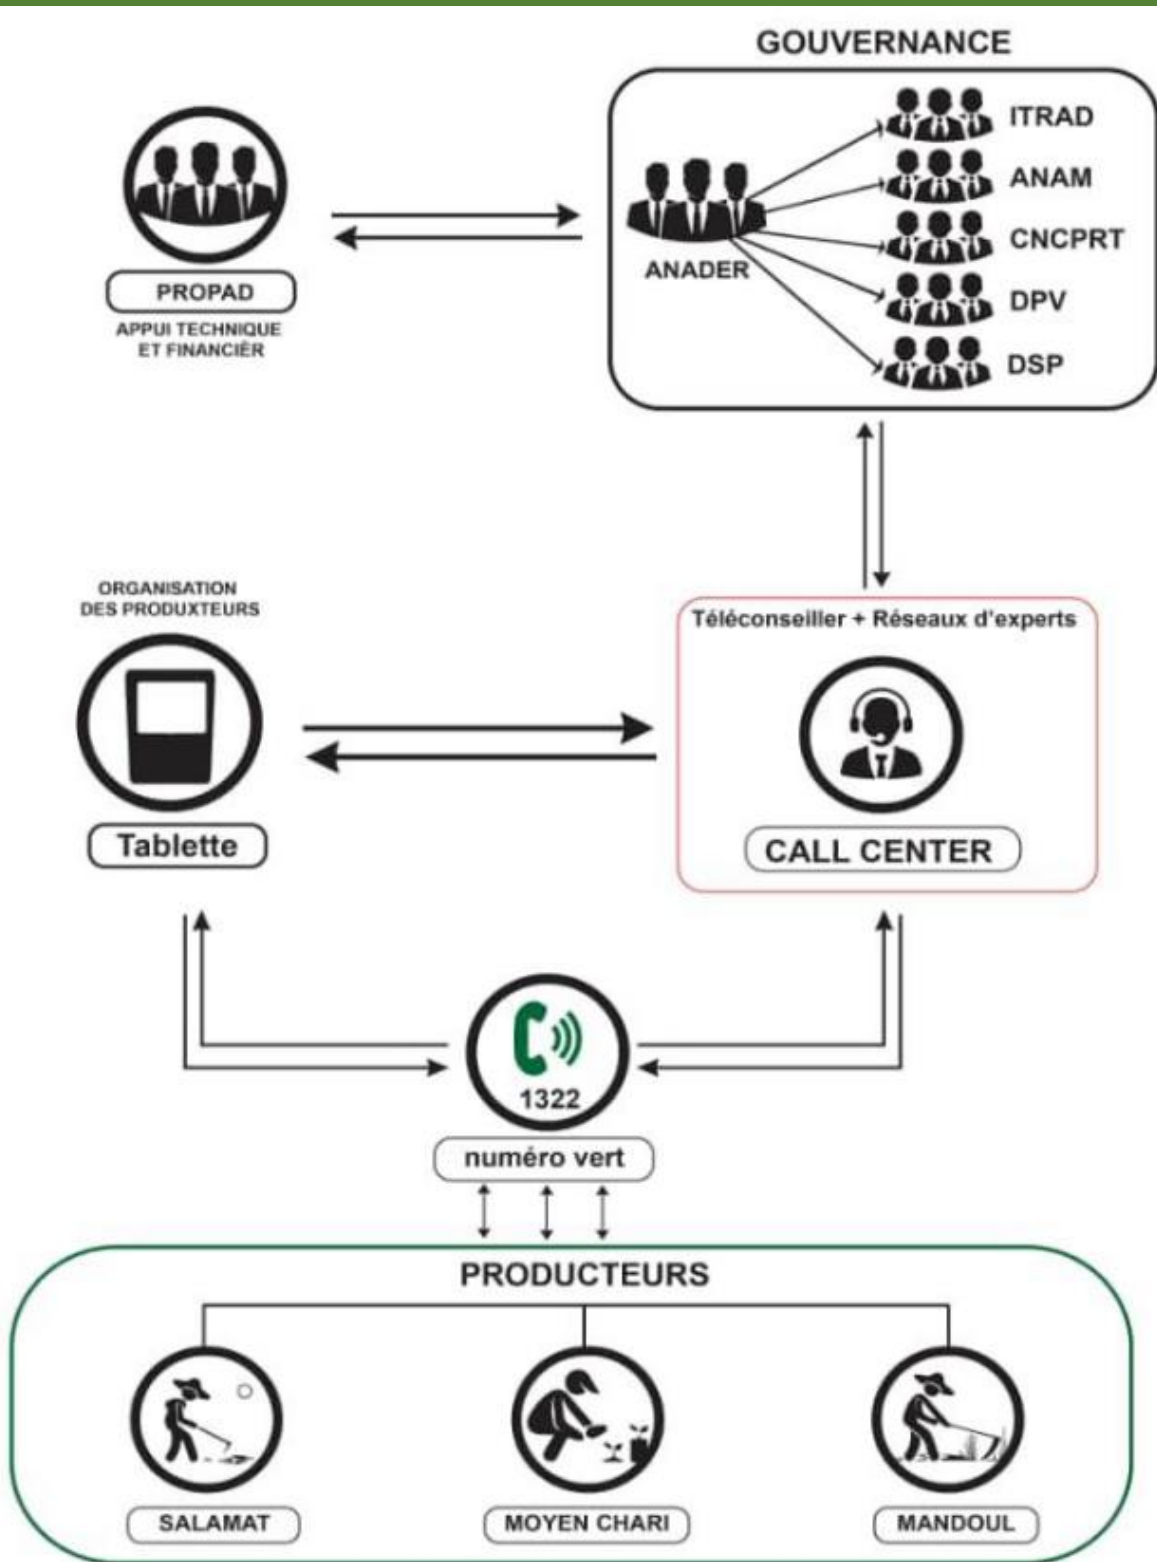 GOUVERNANCE
ITRAD
ANAM
CNCPRT
DPV
DSP
ANADER
PROPAD
APPUI TECHNIQUE
ET FINANCIÈR
ORGANISATION
DES PRODUXTEURS
Tablette
Téléconseiller + Réseaux d'experts
CALL CENTER
1322
numéro vert
PRODUCTEURS
SALAMAT
MOYEN CHARI
MANDOUL